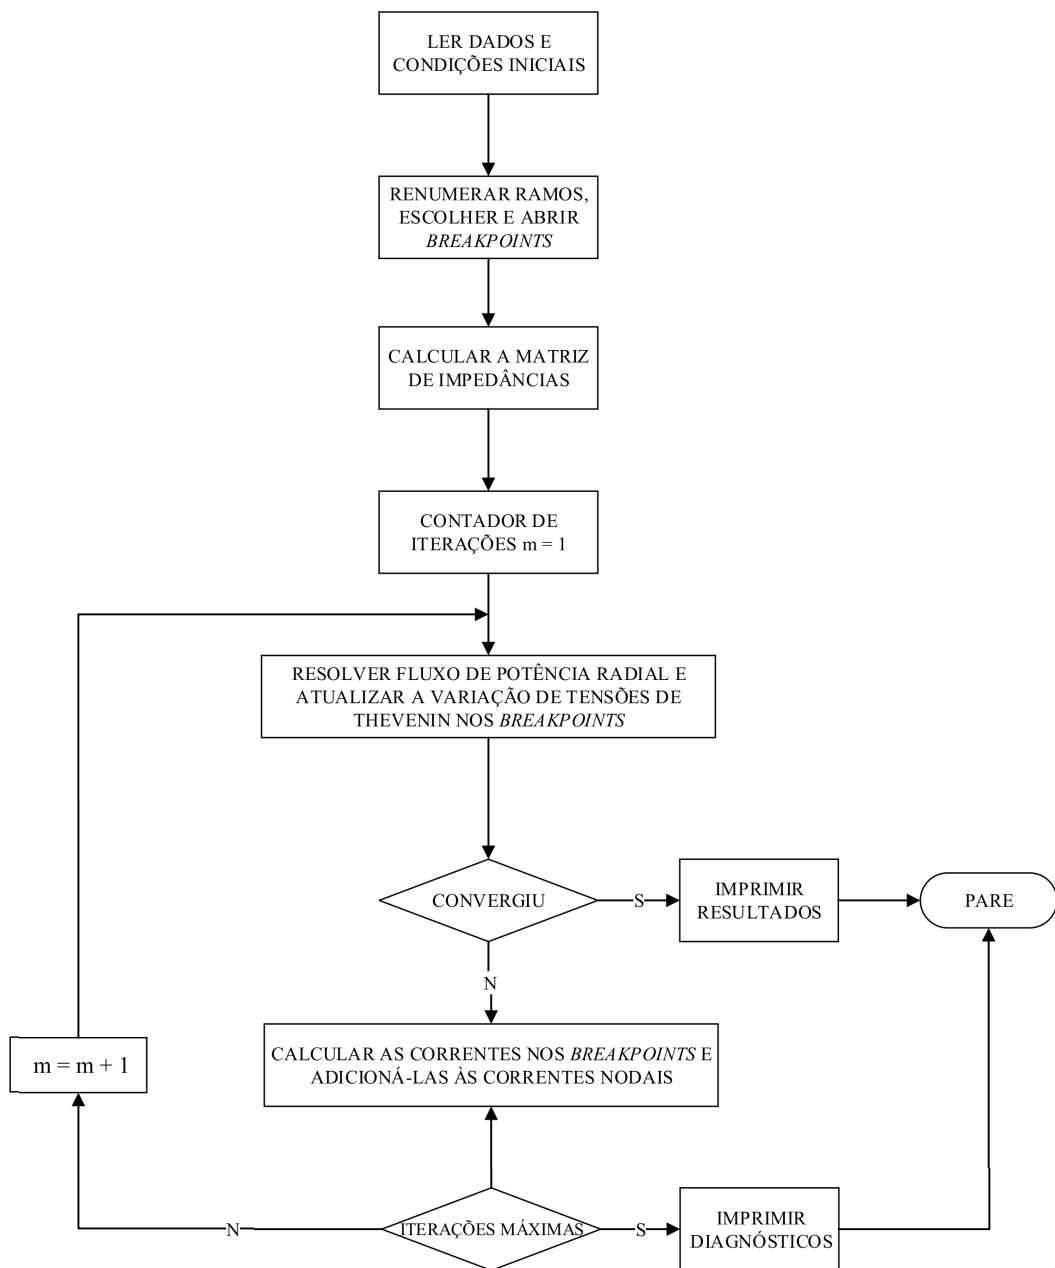 LER DADOS E
CONDIÇÕES INICIAIS
RENUMERAR RAMOS,
ESCOLHER E ABRIR
BREAKPOINTS
CALCULAR A MATRIZ
DE IMPEDÂNCIAS
CONTADOR DE
ITERAÇÕES m = 1
RESOLVER FLUXO DE POTÊNCIA RADIAL E
ATUALIZAR A VARIAÇÃO DE TENSÕES DE
THEVENIN NOS BREAKPOINTS
CONVERGIU
S
IMPRIMIR
RESULTADOS
PARE
N
CALCULAR AS CORRENTES NOS BREAKPOINTS E
ADICIONÁ-LAS ÀS CORRENTES NODAIS
m = m + 1
N
ITERAÇÕES MÁXIMAS
S
IMPRIMIR
DIAGNÓSTICOS